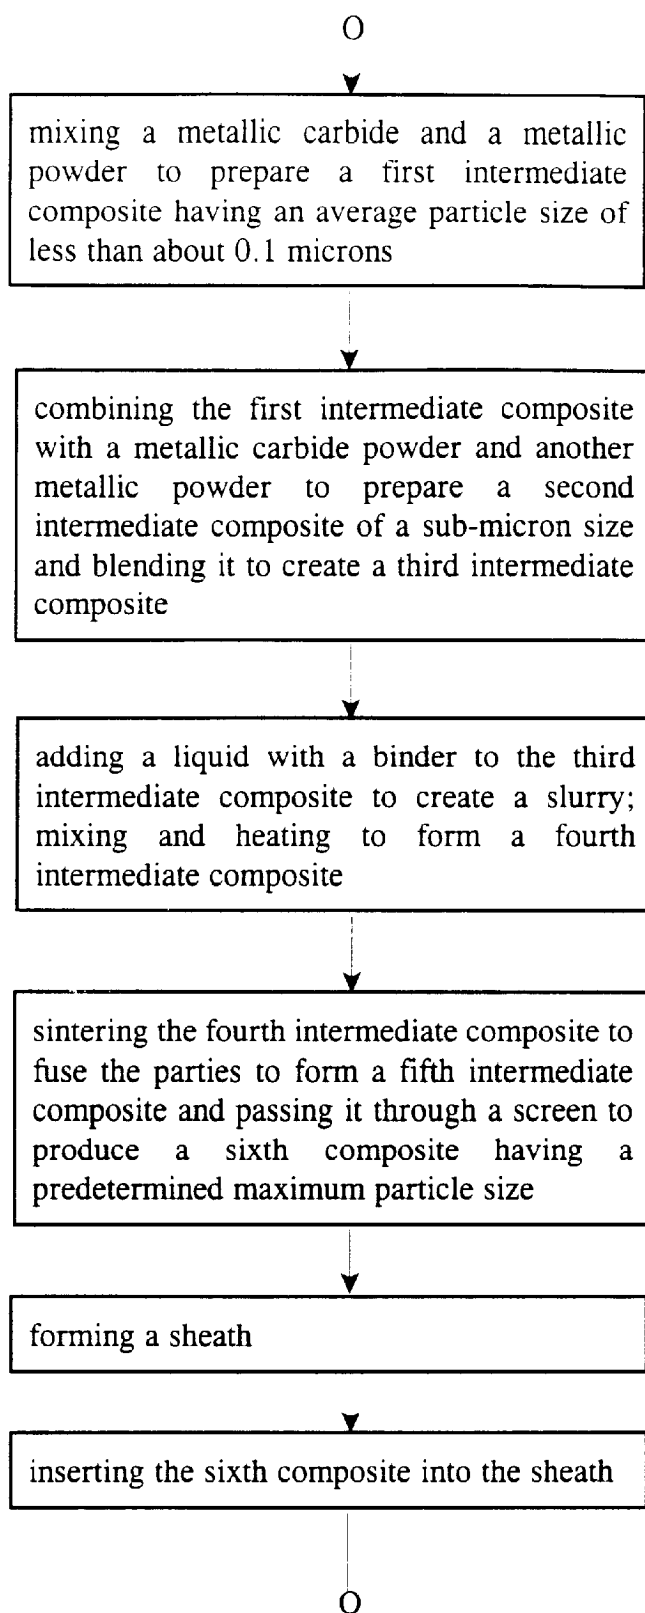 O
mixing a metallic carbide and a metallic
powder to prepare a first intermediate
composite having an average particle size of
less than about 0.1 microns
combining the first intermediate composite
with a metallic carbide powder and another
metallic powder to prepare a second
intermediate composite of a sub-micron size
and blending it to create a third intermediate
composite
adding a liquid with a binder to the third
intermediate composite to create a slurry;
mixing and heating to form a fourth
intermediate composite
sintering the fourth intermediate composite to
fuse the parties to form a fifth intermediate
composite and passing it through a screen to
produce a sixth composite having a
predetermined maximum particle size
forming a sheath
inserting the sixth composite into the sheath
O